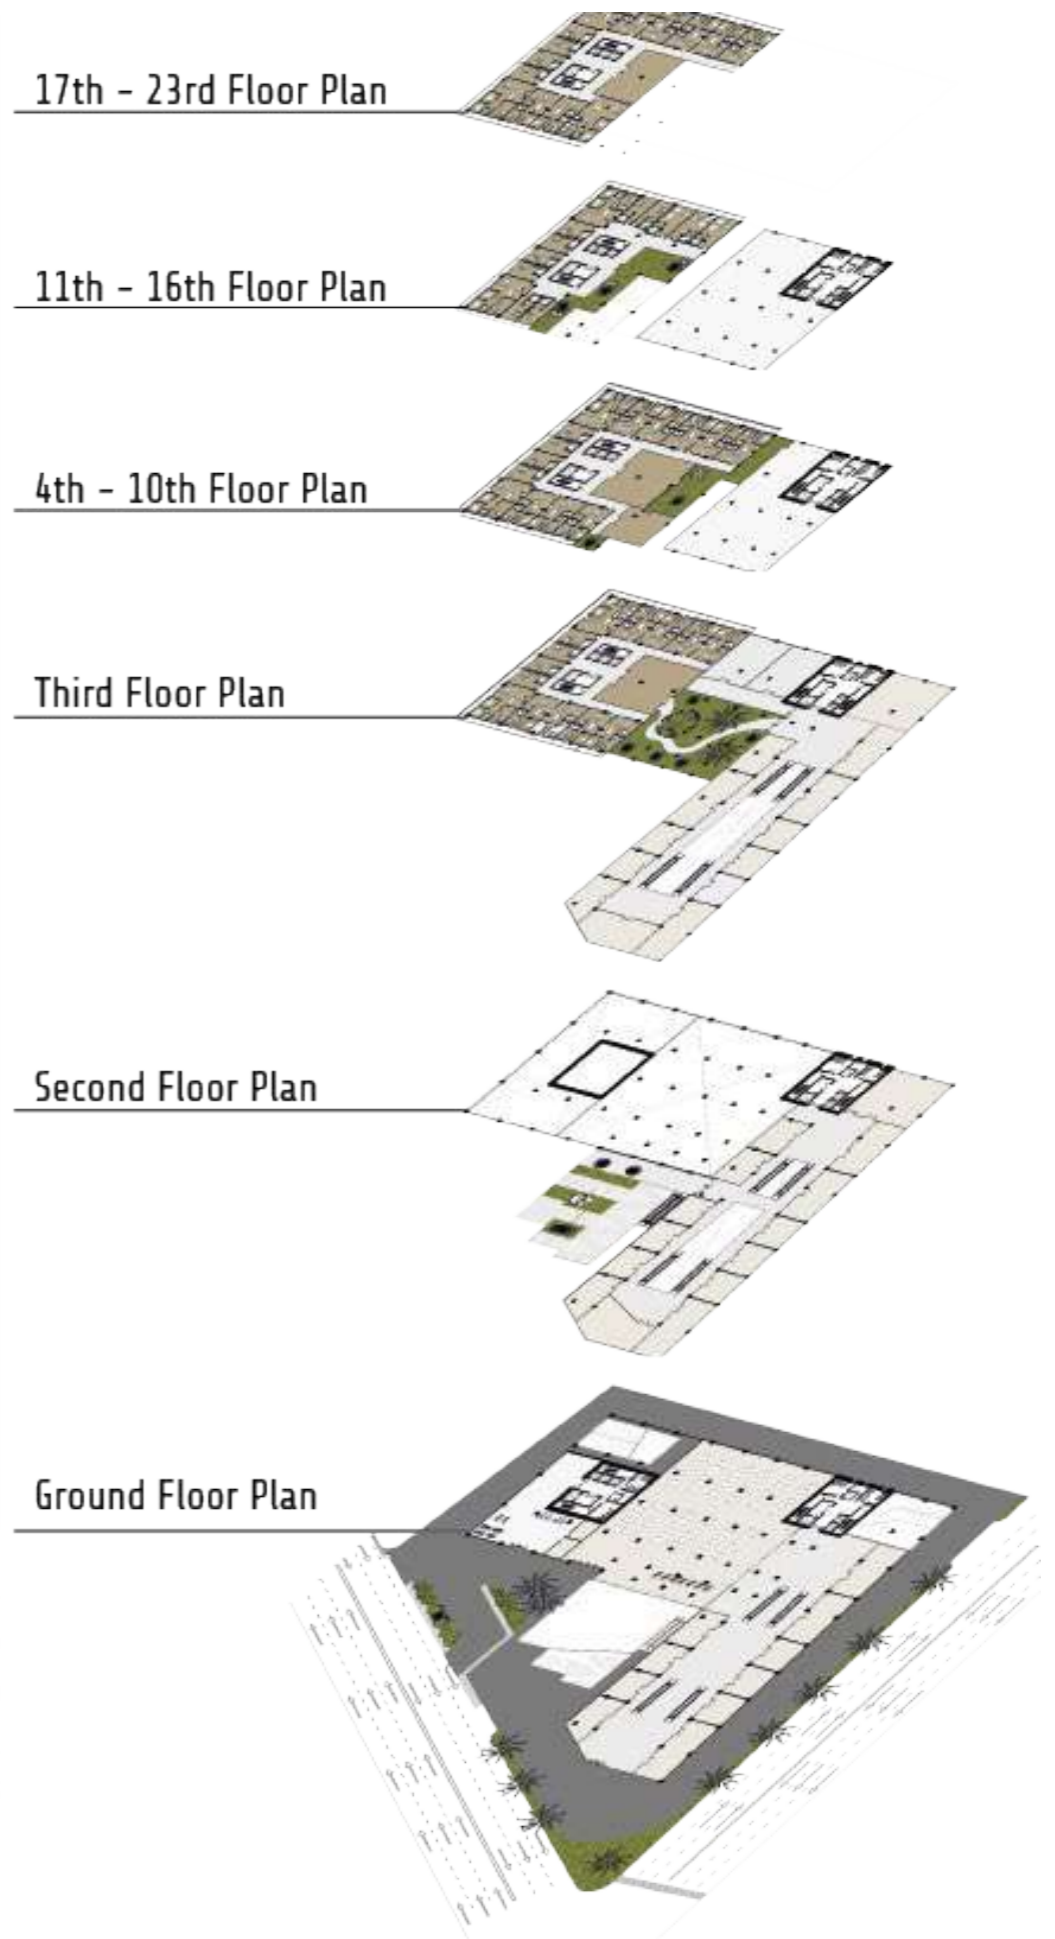 17th - 23rd Floor Plan
11th - 16th Floor Plan
4th - 10th Floor Plan
Third Floor Plan
Second Floor Plan
Ground Floor Plan